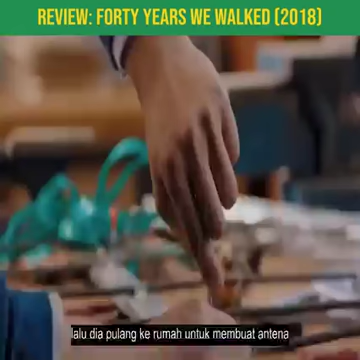 REVIEW: FORTY YEARS WE WALKED (2018)
lalu dia pulang ke rumah untuk membuat antena